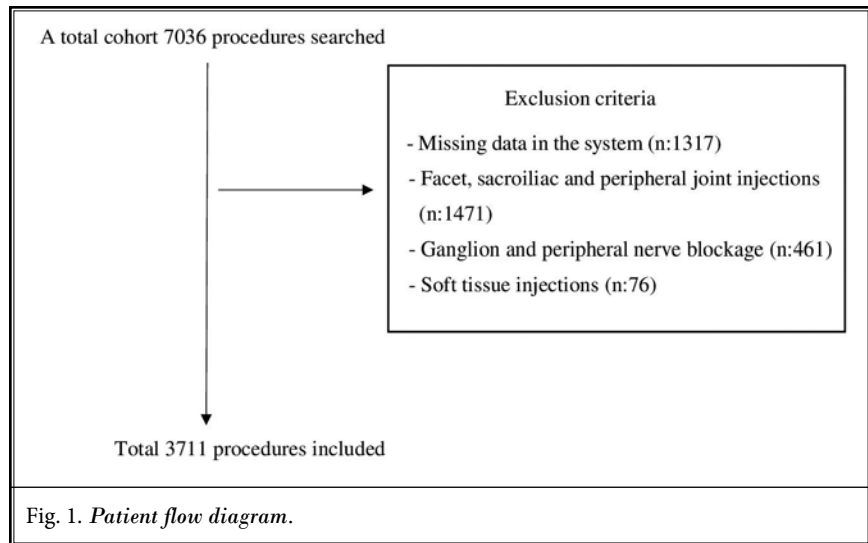 A total cohort 7036 procedures searched
Exclusion criteria
- Missing data in the system (n:1317)
- Facet, sacroiliac and peripheral joint injections
(n:1471)
- Ganglion and peripheral nerve blockage (n:461)
- Soft tissue injections (n:76)
Total 3711 procedures included
Fig. 1. Patient flow diagram.